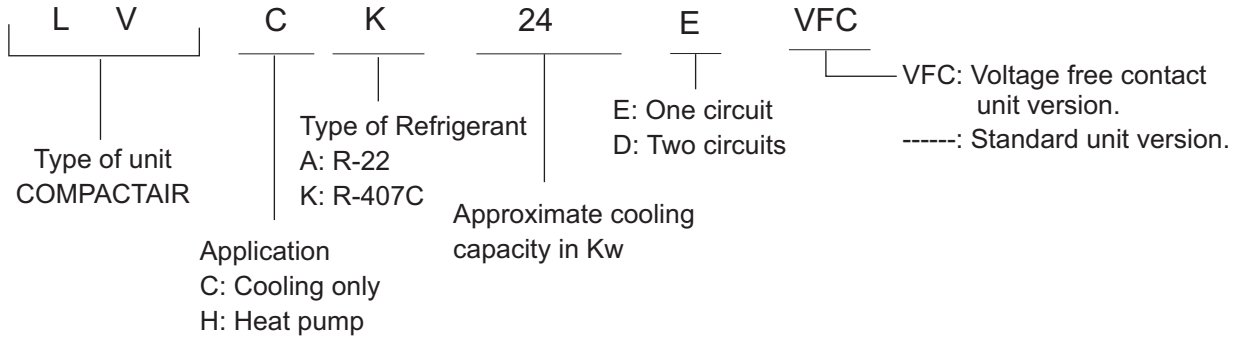 L V C K 24 E VFC
VFC: Voltage free contact
unit version.
------: Standard unit version.
E: One circuit
D: Two circuits
Type of Refrigerant
A: R-22
K: R-407C
Type of unit
COMPACTAIR
Approximate cooling
capacity in Kw
Application
C: Cooling only
H: Heat pump